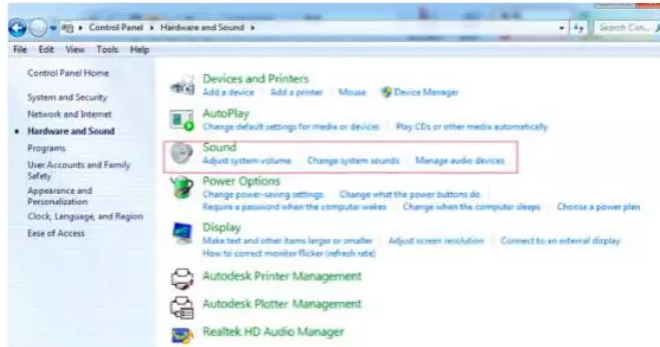 Control Panel ▸ Hardware and Sound ▸
Search Con...
File Edit View Tools Help
Control Panel Home
System and Security
Network and Internet
Hardware and Sound
Programs
User Accounts and Family
Safety
Appearance and
Personalization
Clock, Language, and Region
Ease of Access
Devices and Printers
Add a device Add a printer Mouse Device Manager
AutoPlay
Change default settings for media or devices Play CDs or other media automatically
Sound
Adjust system volume Change system sounds Manage audio devices
Power Options
Change power-saving settings Change what the power buttons do
Require a password when the computer wakes Change when the computer sleeps Choose a power plan
Display
Make text and other items larger or smaller Adjust screen resolution Connect to an external display
How to correct monitor flicker (refresh rate)
Autodesk Printer Management
Autodesk Plotter Management
Realtek HD Audio Manager